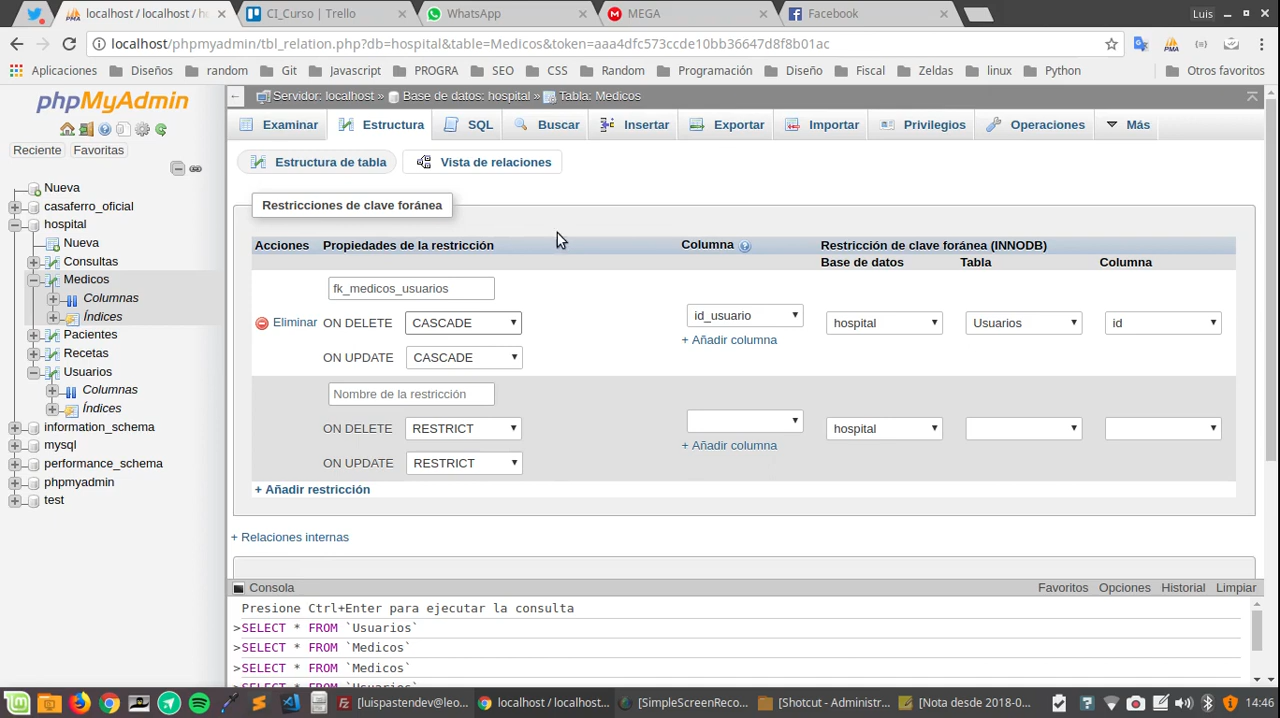 localhost / localhost / ho
CI_Curso | Trello
WhatsApp
MEGA
Facebook
Luis
localhost/phpmyadmin/tbl_relation.php?db=hospital&table=Medicos&token=aaa4dfc573ccde10bb36647d8f8b01ac
Aplicaciones
Diseños
random
Git
Javascript
PROGRA
SEO
CSS
Random
Programación
Diseño
Fiscal
Zeldas
linux
Python
Otros favoritos
phpMyAdmin
Reciente
Favoritas
Nueva
casaferro_oficial
hospital
Nueva
Consultas
Medicos
Columnas
Índices
Pacientes
Recetas
Usuarios
Columnas
Índices
information_schema
mysql
performance_schema
phpmyadmin
test
Servidor: localhost » Base de datos: hospital » Tabla: Medicos
Examinar
Estructura
SQL
Buscar
Insertar
Exportar
Importar
Privilegios
Operaciones
Más
Estructura de tabla
Vista de relaciones
Restricciones de clave foránea
Acciones Propiedades de la restricción Columna Restricción de clave foránea (INNODB)
Base de datos Tabla Columna
fk_medicos_usuarios
Eliminar ON DELETE CASCADE id_usuario hospital Usuarios id
+ Añadir columna
ON UPDATE CASCADE
Nombre de la restricción
ON DELETE RESTRICT hospital
+ Añadir columna
ON UPDATE RESTRICT
+ Añadir restricción
+ Relaciones internas
Consola Favoritos Opciones Historial Limpiar
Presione Ctrl+Enter para ejecutar la consulta
>SELECT * FROM `Usuarios`
>SELECT * FROM `Medicos`
>SELECT * FROM `Medicos`
>SELECT * FROM `Usuarios`
[luispastendev@leo...
localhost / localhost...
[SimpleScreenReco...
[Shotcut - Administr...
[Nota desde 2018-0...
14:46